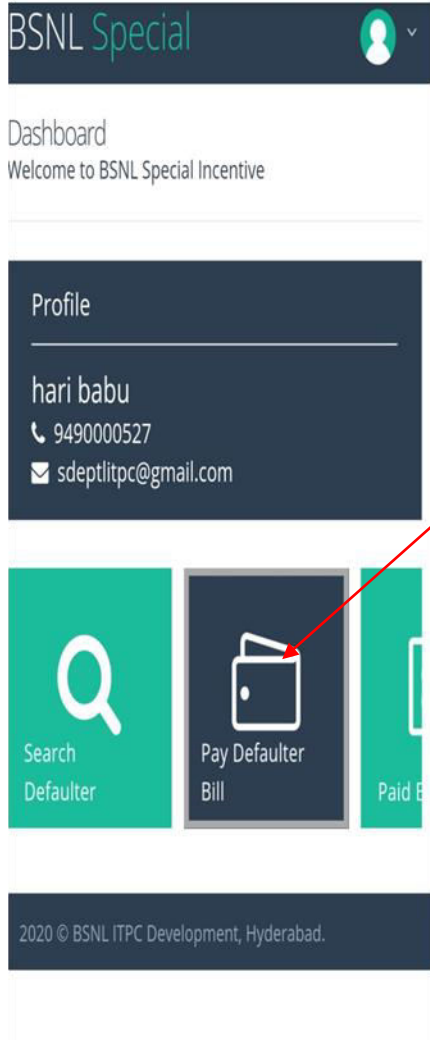 BSNL Special
Dashboard
Welcome to BSNL Special Incentive
Profile
hari babu
9490000527
sdeptlitpc@gmail.com
Search
Defaulter
Pay Defaulter
Bill
Paid
2020 © BSNL ITPC Development, Hyderabad.